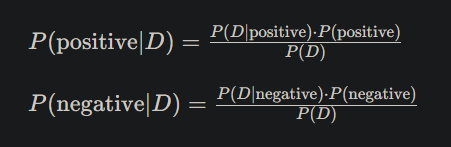 P(positive|D) = P(D|positive)·P(positive) / P(D)
P(negative|D) = P(D|negative)·P(negative) / P(D)